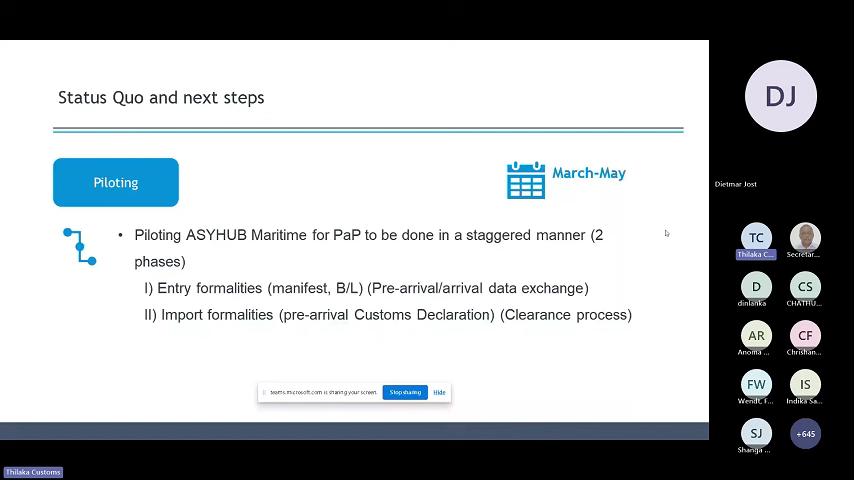 Status Quo and next steps
Piloting
March-May
• Piloting ASYHUB Maritime for PaP to be done in a staggered manner (2
phases)
I) Entry formalities (manifest, B/L) (Pre-arrival/arrival data exchange)
II) Import formalities (pre-arrival Customs Declaration) (Clearance process)
teams.microsoft.com is sharing your screen.
Stop sharing
Hide
Thilaka Customs
DJ
Dietmar Jost
TC
Thilaka C...
Secretar...
D
dinlanka
CS
CHATHU...
AR
Anoma ...
CF
Chrishan...
FW
Wendt, F...
IS
Indika Sa...
SJ
Shanga ...
+645